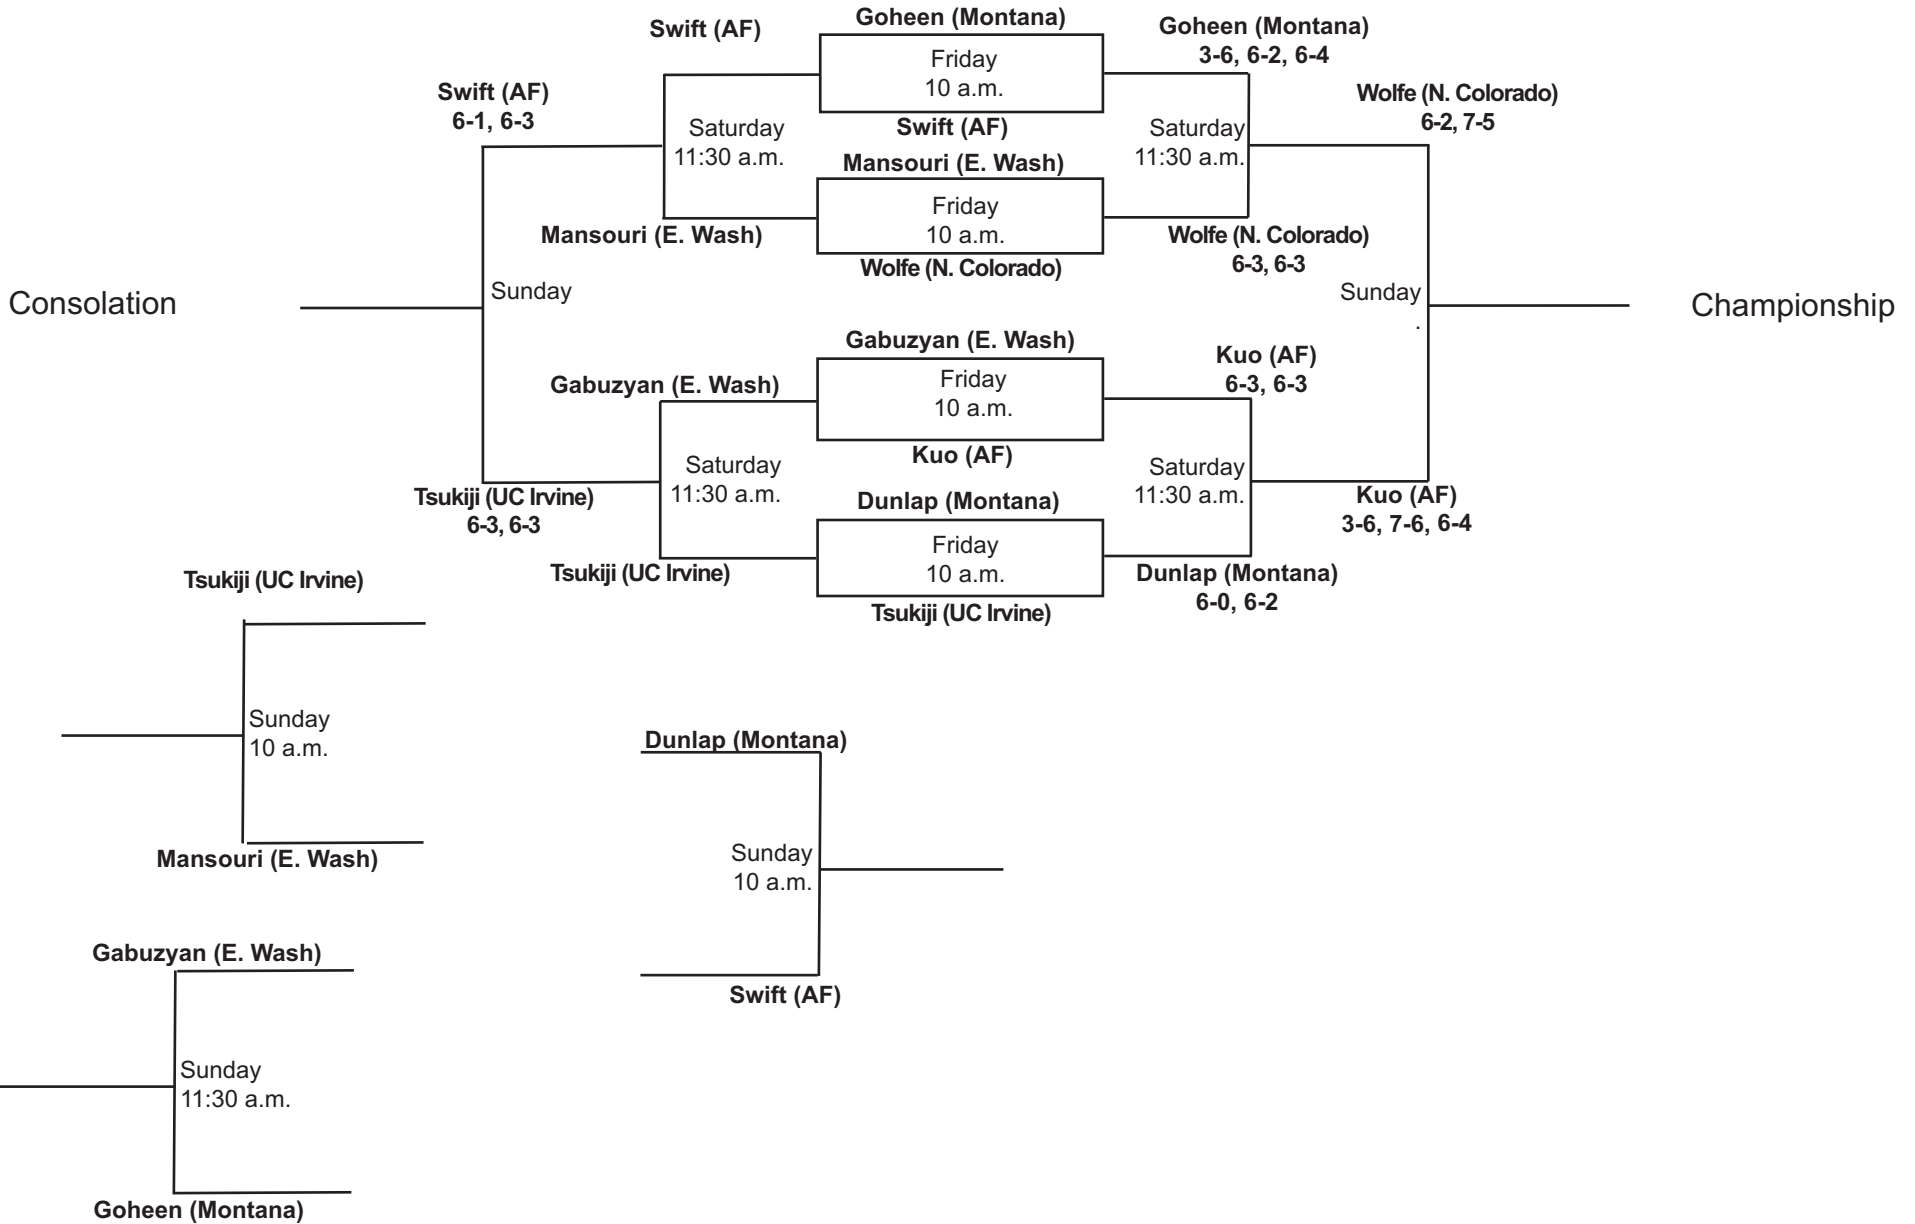 Goheen (Montana)
Swift (AF)
Goheen (Montana)
3-6, 6-2, 6-4
Friday
10 a.m.
Swift (AF)
6-1, 6-3
Wolfe (N. Colorado)
6-2, 7-5
Saturday
11:30 a.m.
Swift (AF)
Saturday
11:30 a.m.
Mansouri (E. Wash)
Friday
10 a.m.
Mansouri (E. Wash)
Wolfe (N. Colorado)
6-3, 6-3
Wolfe (N. Colorado)
Consolation
Sunday
Sunday
.
Championship
Gabuzyan (E. Wash)
Kuo (AF)
6-3, 6-3
Gabuzyan (E. Wash)
Friday
10 a.m.
Kuo (AF)
Saturday
11:30 a.m.
Saturday
11:30 a.m.
Tsukiji (UC Irvine)
6-3, 6-3
Dunlap (Montana)
Kuo (AF)
3-6, 7-6, 6-4
Friday
10 a.m.
Tsukiji (UC Irvine)
Tsukiji (UC Irvine)
Dunlap (Montana)
6-0, 6-2
Tsukiji (UC Irvine)
Sunday
10 a.m.
Mansouri (E. Wash)
Dunlap (Montana)
Sunday
10 a.m.
Swift (AF)
Gabuzyan (E. Wash)
Sunday
11:30 a.m.
Goheen (Montana)